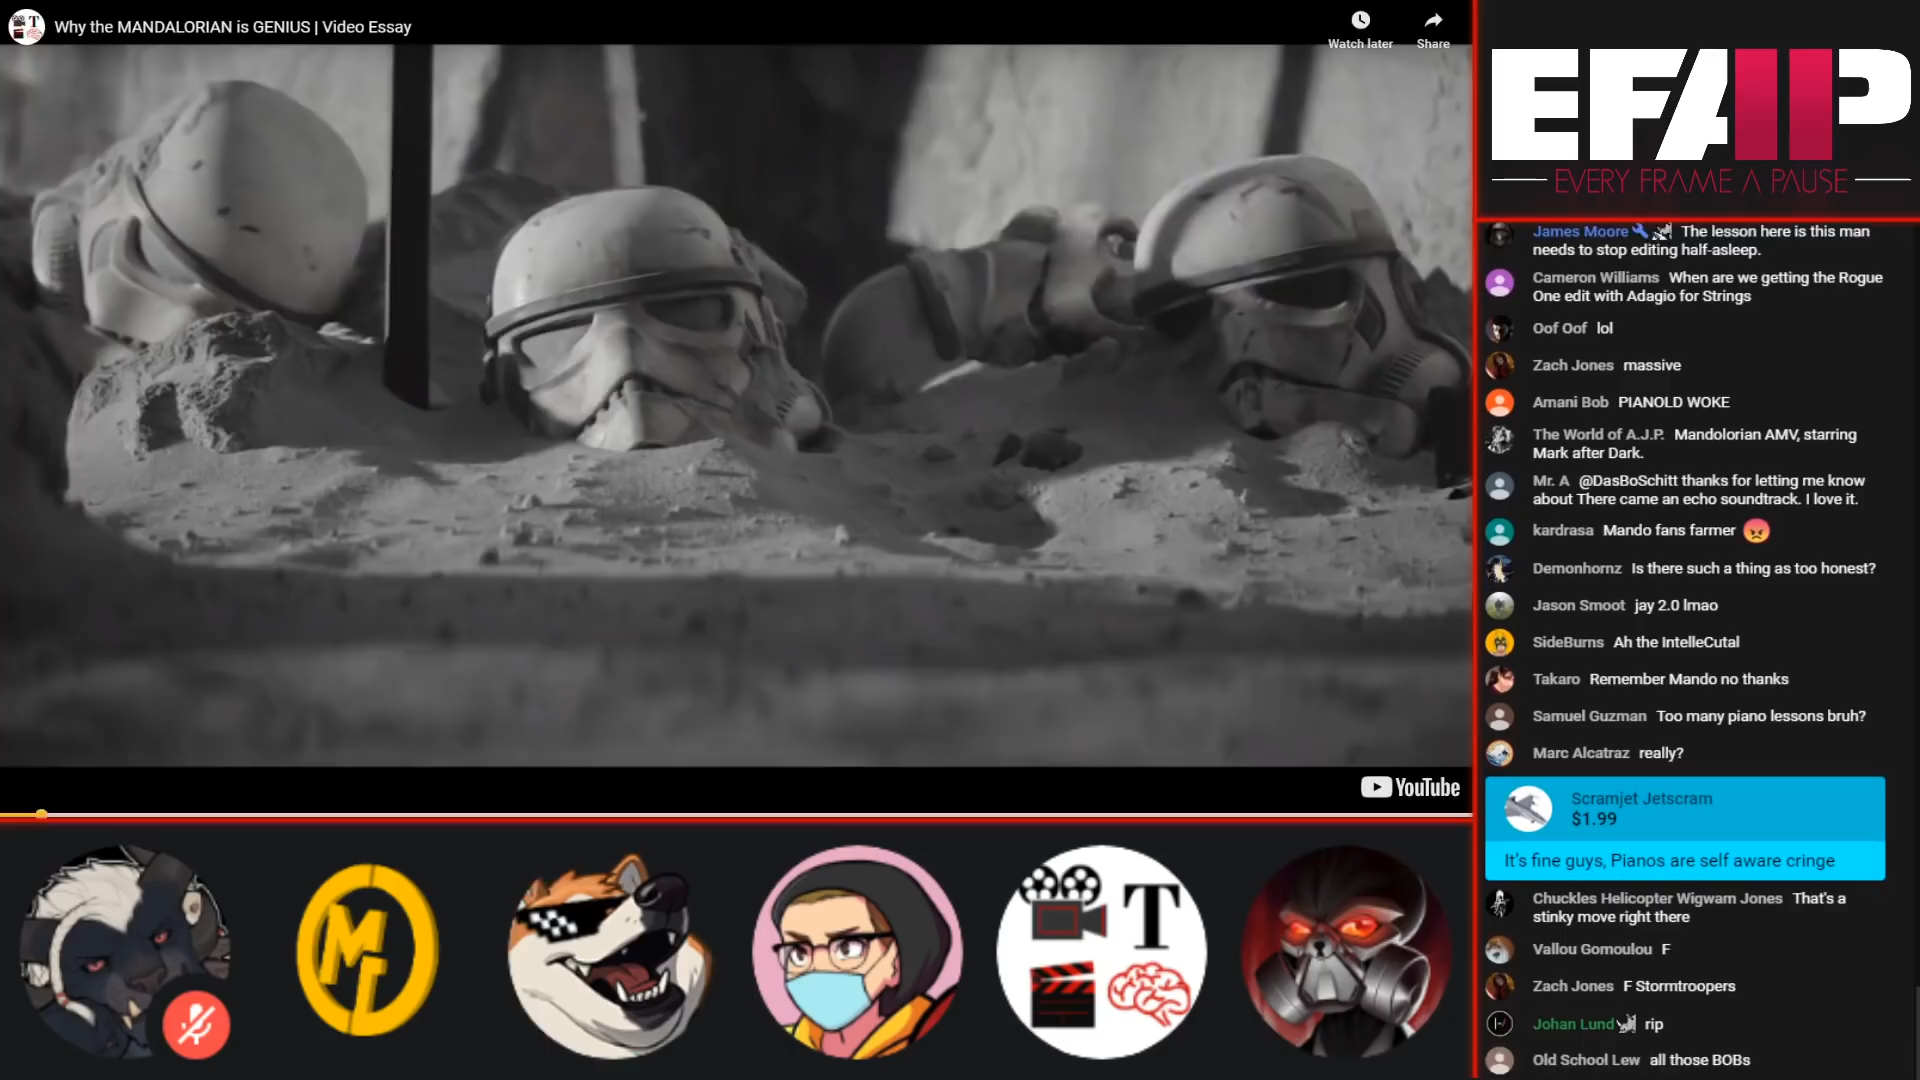 T
Why the MANDALORIAN is GENIUS | Video Essay
Watch later
Share
YouTube
EFAP
EVERY FRAME A PAUSE
James Moore The lesson here is this man
needs to stop editing half-asleep.
Cameron Williams When are we getting the Rogue
One edit with Adagio for Strings
Oof Oof lol
Zach Jones massive
Amani Bob PIANOLD WOKE
The World of A.J.P. Mandolorian AMV, starring
Mark after Dark.
Mr. A @DasBoSchitt thanks for letting me know
about There came an echo soundtrack. I love it.
kardrasa Mando fans farmer 😡
Demonhornz Is there such a thing as too honest?
Jason Smoot jay 2.0 lmao
SideBurns Ah the IntelleCutal
Takaro Remember Mando no thanks
Samuel Guzman Too many piano lessons bruh?
Marc Alcatraz really?
Scramjet Jetscram
$1.99
It's fine guys, Pianos are self aware cringe
Chuckles Helicopter Wigwam Jones That's a
stinky move right there
Vallou Gomoulou F
Zach Jones F Stormtroopers
Johan Lund rip
Old School Lew all those BOBs
T